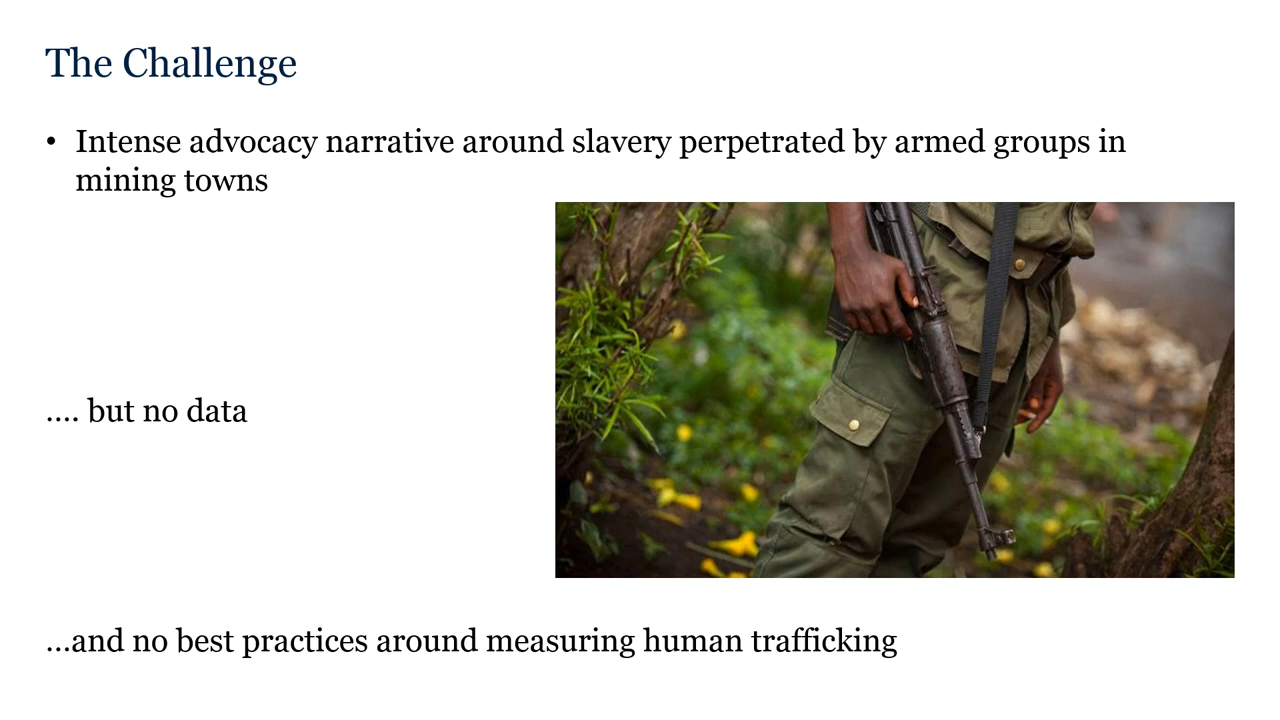 The Challenge
• Intense advocacy narrative around slavery perpetrated by armed groups in
mining towns
.... but no data
...and no best practices around measuring human trafficking